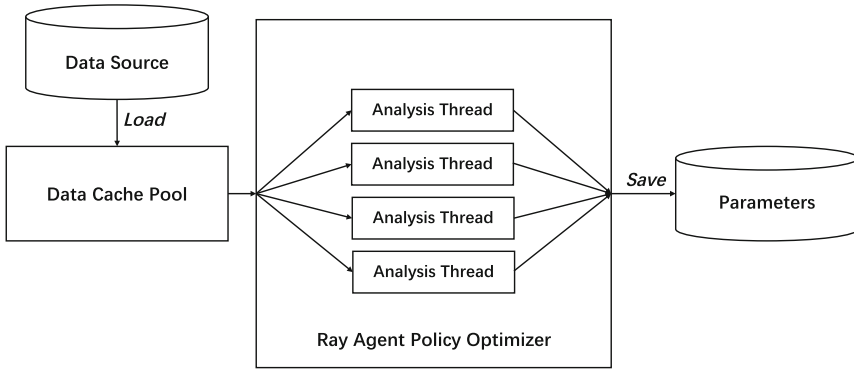 Data Source
Load
Data Cache Pool
Analysis Thread
Analysis Thread
Analysis Thread
Analysis Thread
Ray Agent Policy Optimizer
Save
Parameters